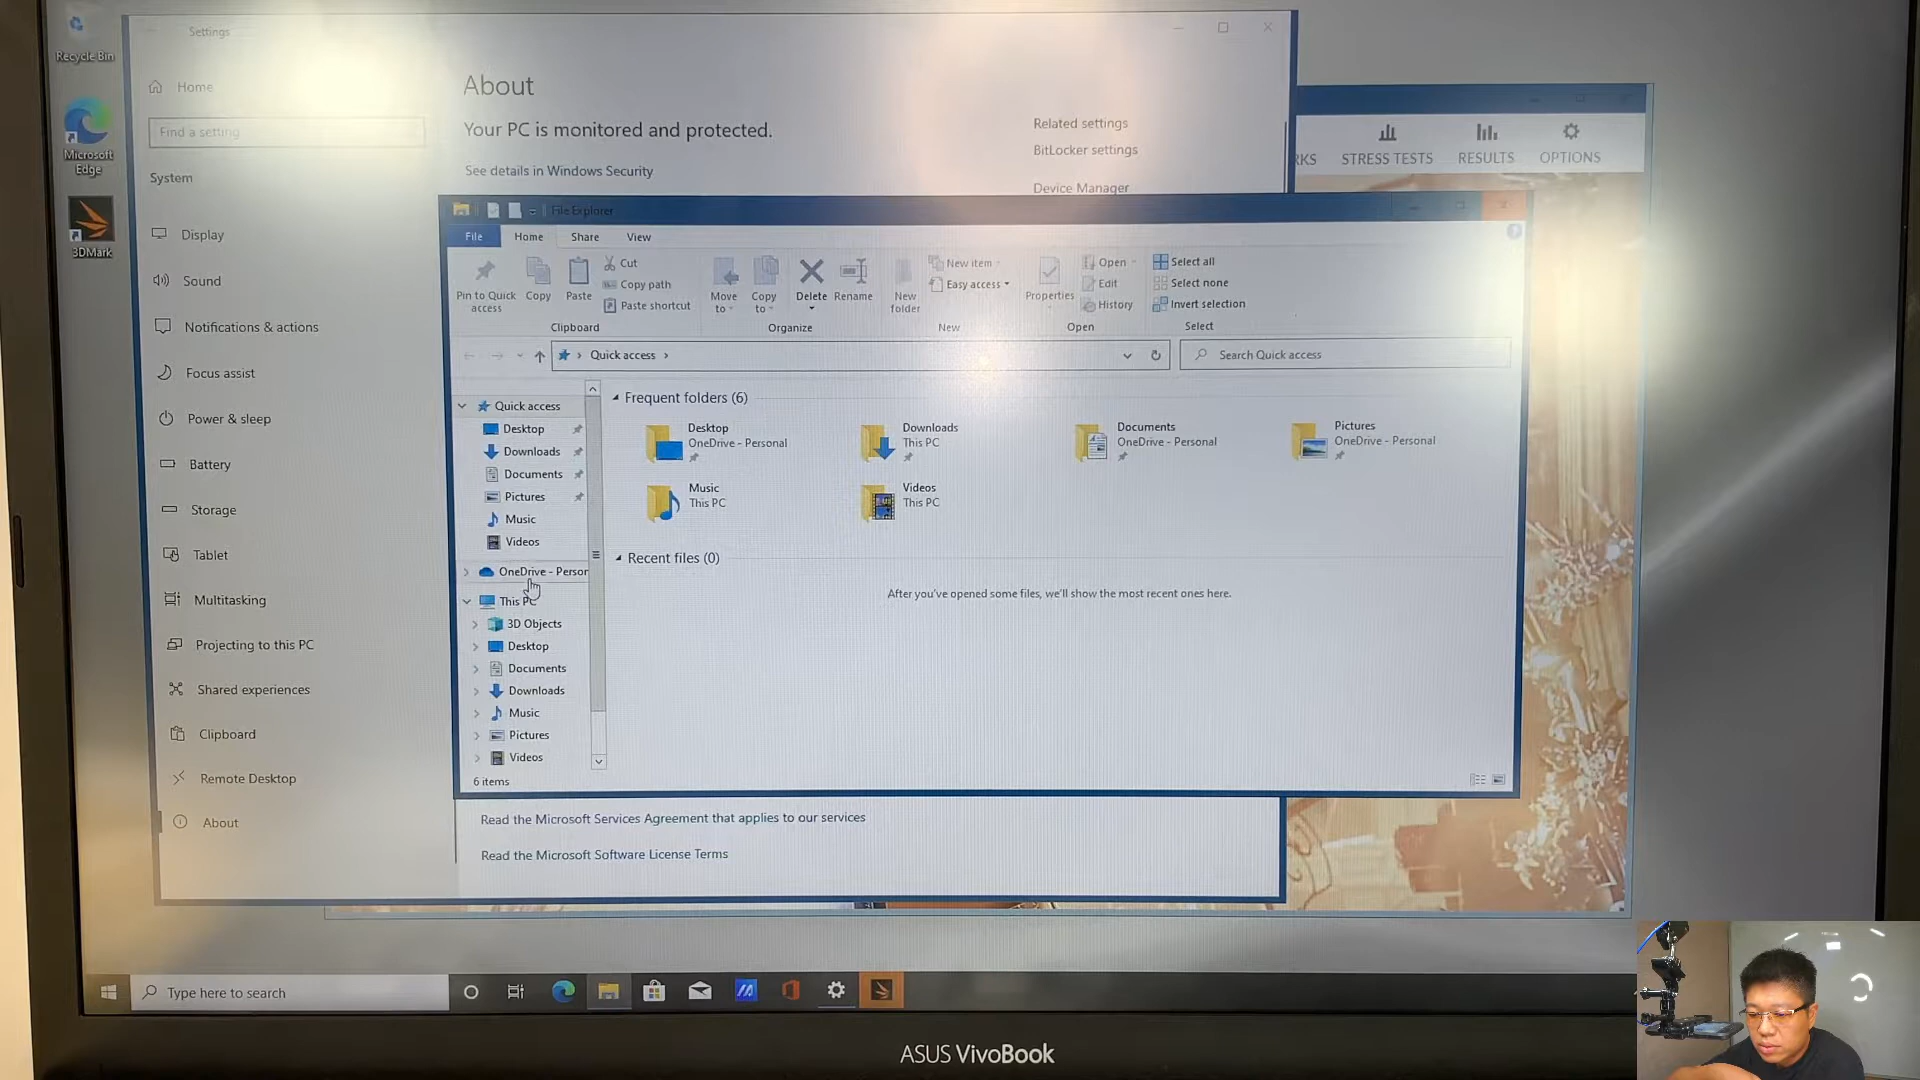 Recycle Bin
Microsoft
Edge
3DMark
Settings
Home
Find a setting
System
Display
Sound
Notifications & actions
Focus assist
Power & sleep
Battery
Storage
Tablet
Multitasking
Projecting to this PC
Shared experiences
Clipboard
Remote Desktop
About
About
Your PC is monitored and protected.
See details in Windows Security
Related settings
BitLocker settings
Device Manager
RKS
STRESS TESTS
RESULTS
OPTIONS
File Explorer
File
Home
Share
View
Pin to Quick
access
Copy
Paste
Cut
Copy path
Paste shortcut
Clipboard
Move
to
Copy
to
Delete
Rename
Organize
New
folder
New item
Easy access
New
Properties
Open
Edit
History
Open
Select all
Select none
Invert selection
Select
Quick access
Search Quick access
Quick access
Desktop
Downloads
Documents
Pictures
Music
Videos
OneDrive - Person
This PC
3D Objects
Desktop
Documents
Downloads
Music
Pictures
Videos
6 items
Frequent folders (6)
Desktop
OneDrive - Personal
Downloads
This PC
Documents
OneDrive - Personal
Pictures
OneDrive - Personal
Music
This PC
Videos
This PC
Recent files (0)
After you've opened some files, we'll show the most recent ones here.
Read the Microsoft Services Agreement that applies to our services
Read the Microsoft Software License Terms
Type here to search
ASUS VivoBook